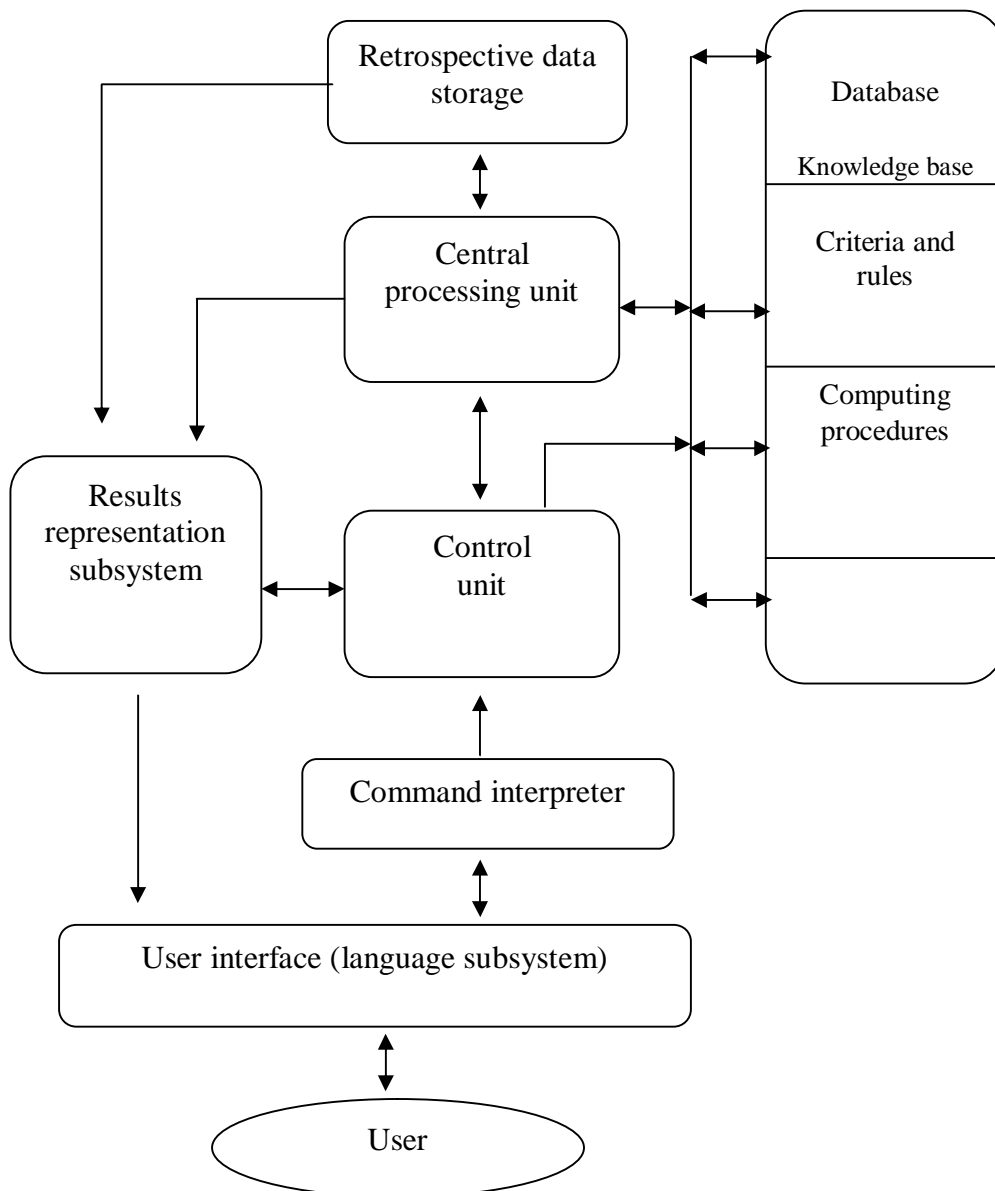 Retrospective data
storage
Database
Knowledge base
Central
processing unit
Criteria and
rules
Computing
procedures
Results
representation
subsystem
Control
unit
Command interpreter
User interface (language subsystem)
User